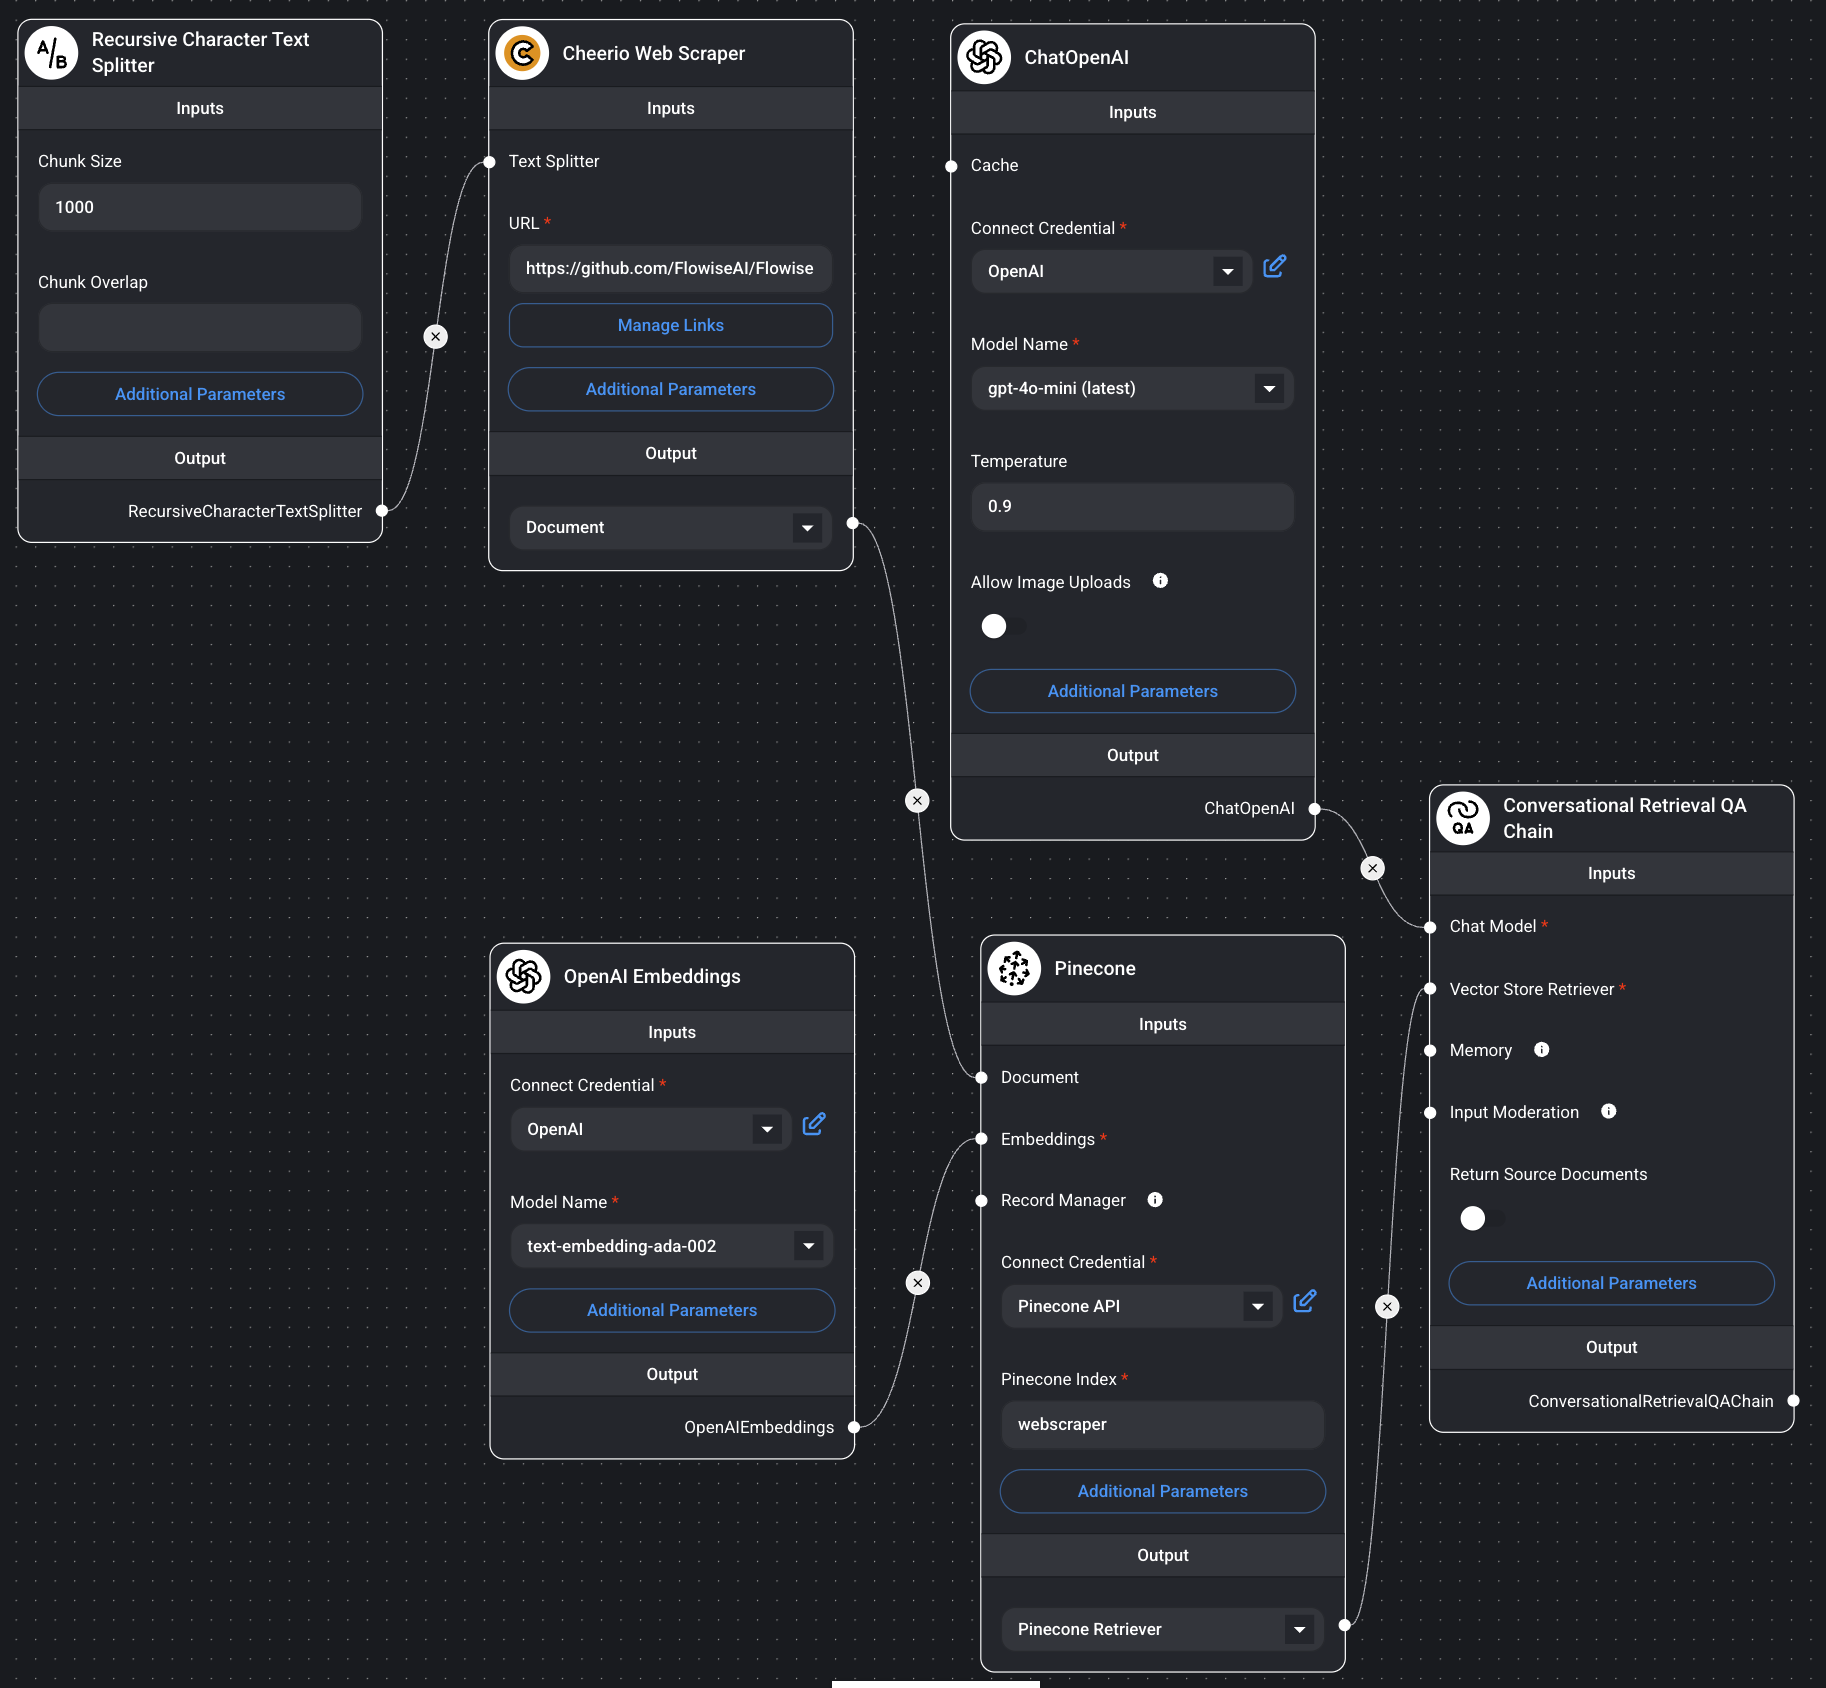 A/B
Recursive Character Text
Splitter
Inputs
Chunk Size
1000
Chunk Overlap
Additional Parameters
Output
RecursiveCharacterTextSplitter
Cheerio Web Scraper
Inputs
Text Splitter
URL *
https://github.com/FlowiseAI/Flowise
Manage Links
Additional Parameters
Output
Document
ChatOpenAI
Inputs
Cache
Connect Credential *
OpenAI
Model Name *
gpt-4o-mini (latest)
Temperature
0.9
Allow Image Uploads
Additional Parameters
Output
ChatOpenAI
OpenAI Embeddings
Inputs
Connect Credential *
OpenAI
Model Name *
text-embedding-ada-002
Additional Parameters
Output
OpenAIEmbeddings
Pinecone
Inputs
Document
Embeddings *
Record Manager
Connect Credential *
Pinecone API
Pinecone Index *
webscraper
Additional Parameters
Output
Pinecone Retriever
QA
Conversational Retrieval QA
Chain
Inputs
Chat Model *
Vector Store Retriever *
Memory
Input Moderation
Return Source Documents
Additional Parameters
Output
ConversationalRetrievalQAChain